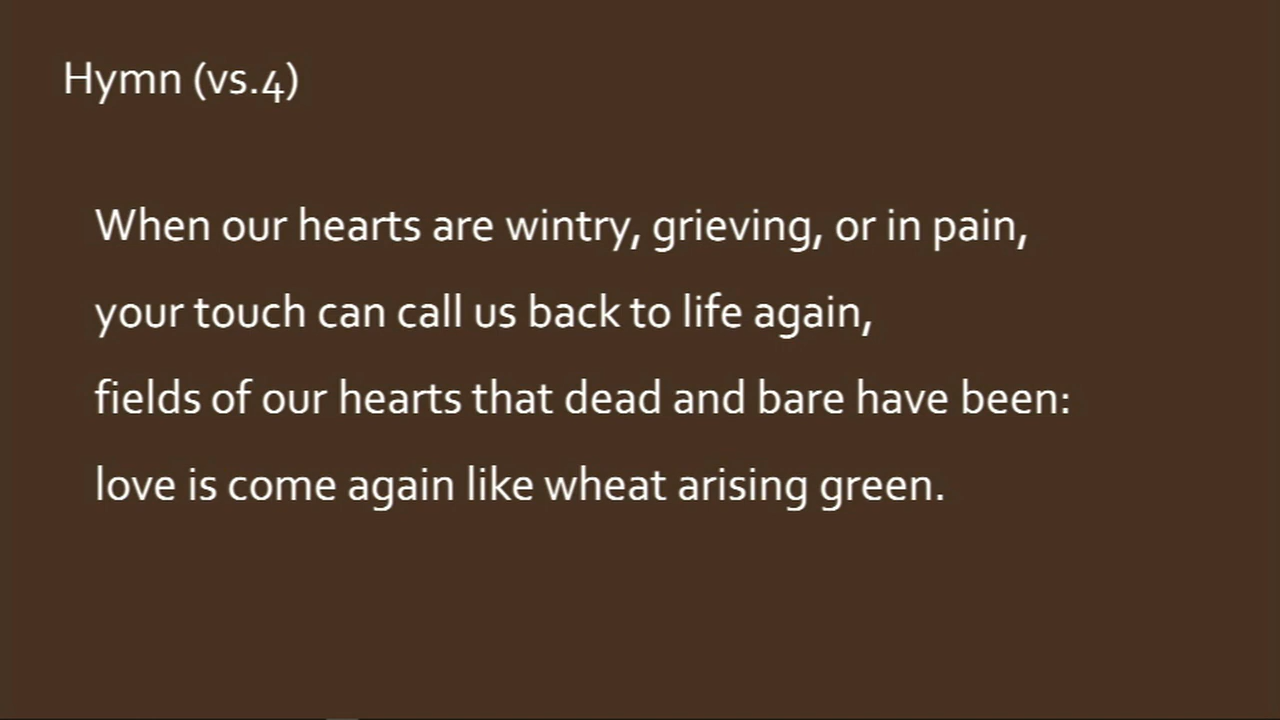 Hymn (vs.4)
When our hearts are wintry, grieving, or in pain,
your touch can call us back to life again,
fields of our hearts that dead and bare have been:
love is come again like wheat arising green.